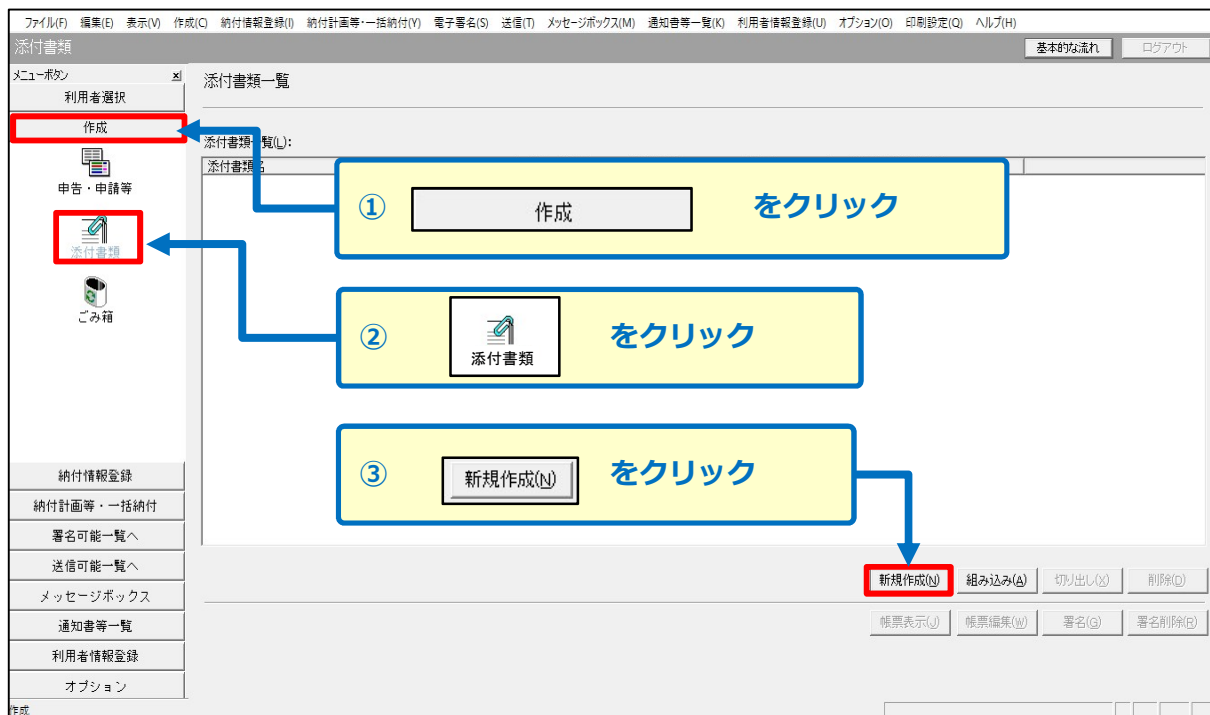 ファイル(F) 編集(E) 表示(V) 作成(C) 納付情報登録(I) 納付計画等・一括納付(Y) 電子署名(S) 送信(T) メッセージボックス(M) 通知書等一覧(K) 利用者情報登録(U) オプション(O) 印刷設定(Q) ヘルプ(H)
添付書類 基本的な流れ ログアウト
メニューボタン x
利用者選択
作成
申告・申請等
添付書類
ごみ箱
納付情報登録
納付計画等・一括納付
署名可能一覧へ
送信可能一覧へ
メッセージボックス
通知書等一覧
利用者情報登録
オプション
作成
添付書類一覧
添付書類一覧(L):
添付書類名
① 作成 をクリック
② 添付書類 をクリック
③ 新規作成(N) をクリック
新規作成(N) 組み込み(A) 切り出し(X) 削除(D)
帳票表示(J) 帳票編集(W) 署名(G) 署名削除(R)